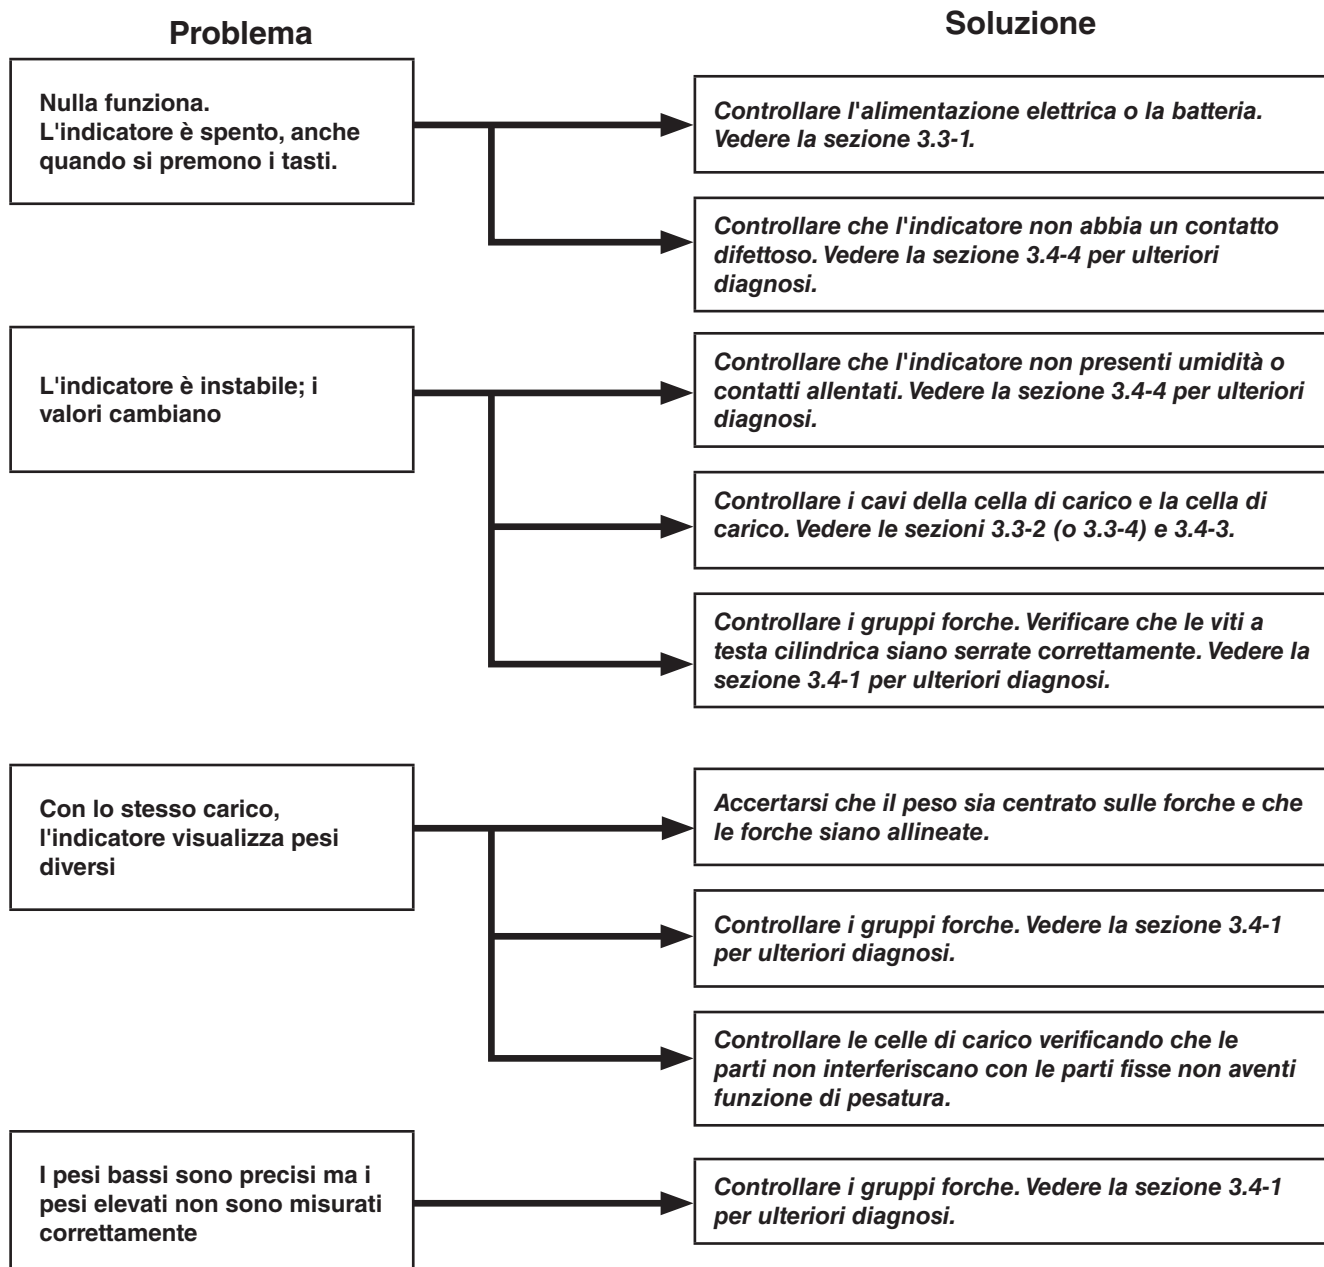 Problema
Soluzione
Nulla funziona.
L'indicatore è spento, anche
quando si premono i tasti.
Controllare l'alimentazione elettrica o la batteria.
Vedere la sezione 3.3-1.
Controllare che l'indicatore non abbia un contatto
difettoso. Vedere la sezione 3.4-4 per ulteriori
diagnosi.
L'indicatore è instabile; i
valori cambiano
Controllare che l'indicatore non presenti umidità o
contatti allentati. Vedere la sezione 3.4-4 per ulteriori
diagnosi.
Controllare i cavi della cella di carico e la cella di
carico. Vedere le sezioni 3.3-2 (o 3.3-4) e 3.4-3.
Controllare i gruppi forche. Verificare che le viti a
testa cilindrica siano serrate correttamente. Vedere la
sezione 3.4-1 per ulteriori diagnosi.
Con lo stesso carico,
l'indicatore visualizza pesi
diversi
Accertarsi che il peso sia centrato sulle forche e che
le forche siano allineate.
Controllare i gruppi forche. Vedere la sezione 3.4-1
per ulteriori diagnosi.
Controllare le celle di carico verificando che le
parti non interferiscano con le parti fisse non aventi
funzione di pesatura.
I pesi bassi sono precisi ma i
pesi elevati non sono misurati
correttamente
Controllare i gruppi forche. Vedere la sezione 3.4-1
per ulteriori diagnosi.